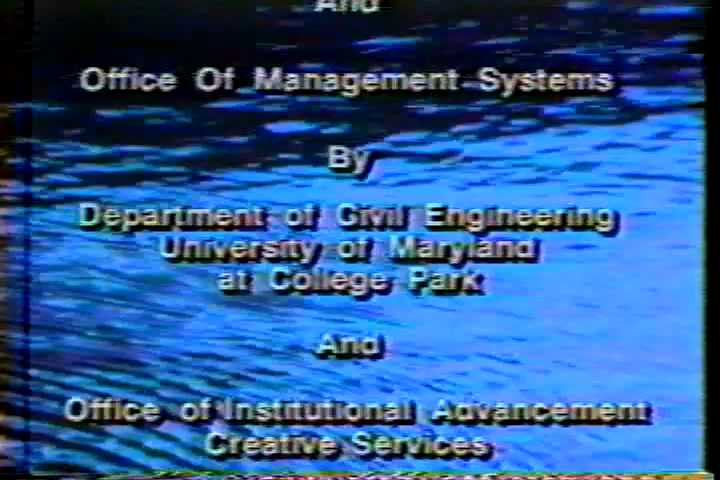 And
Office Of Management Systems
By
Department of Civil Engineering
University of Maryland
at College Park
And
Office of Institutional Advancement
Creative Services